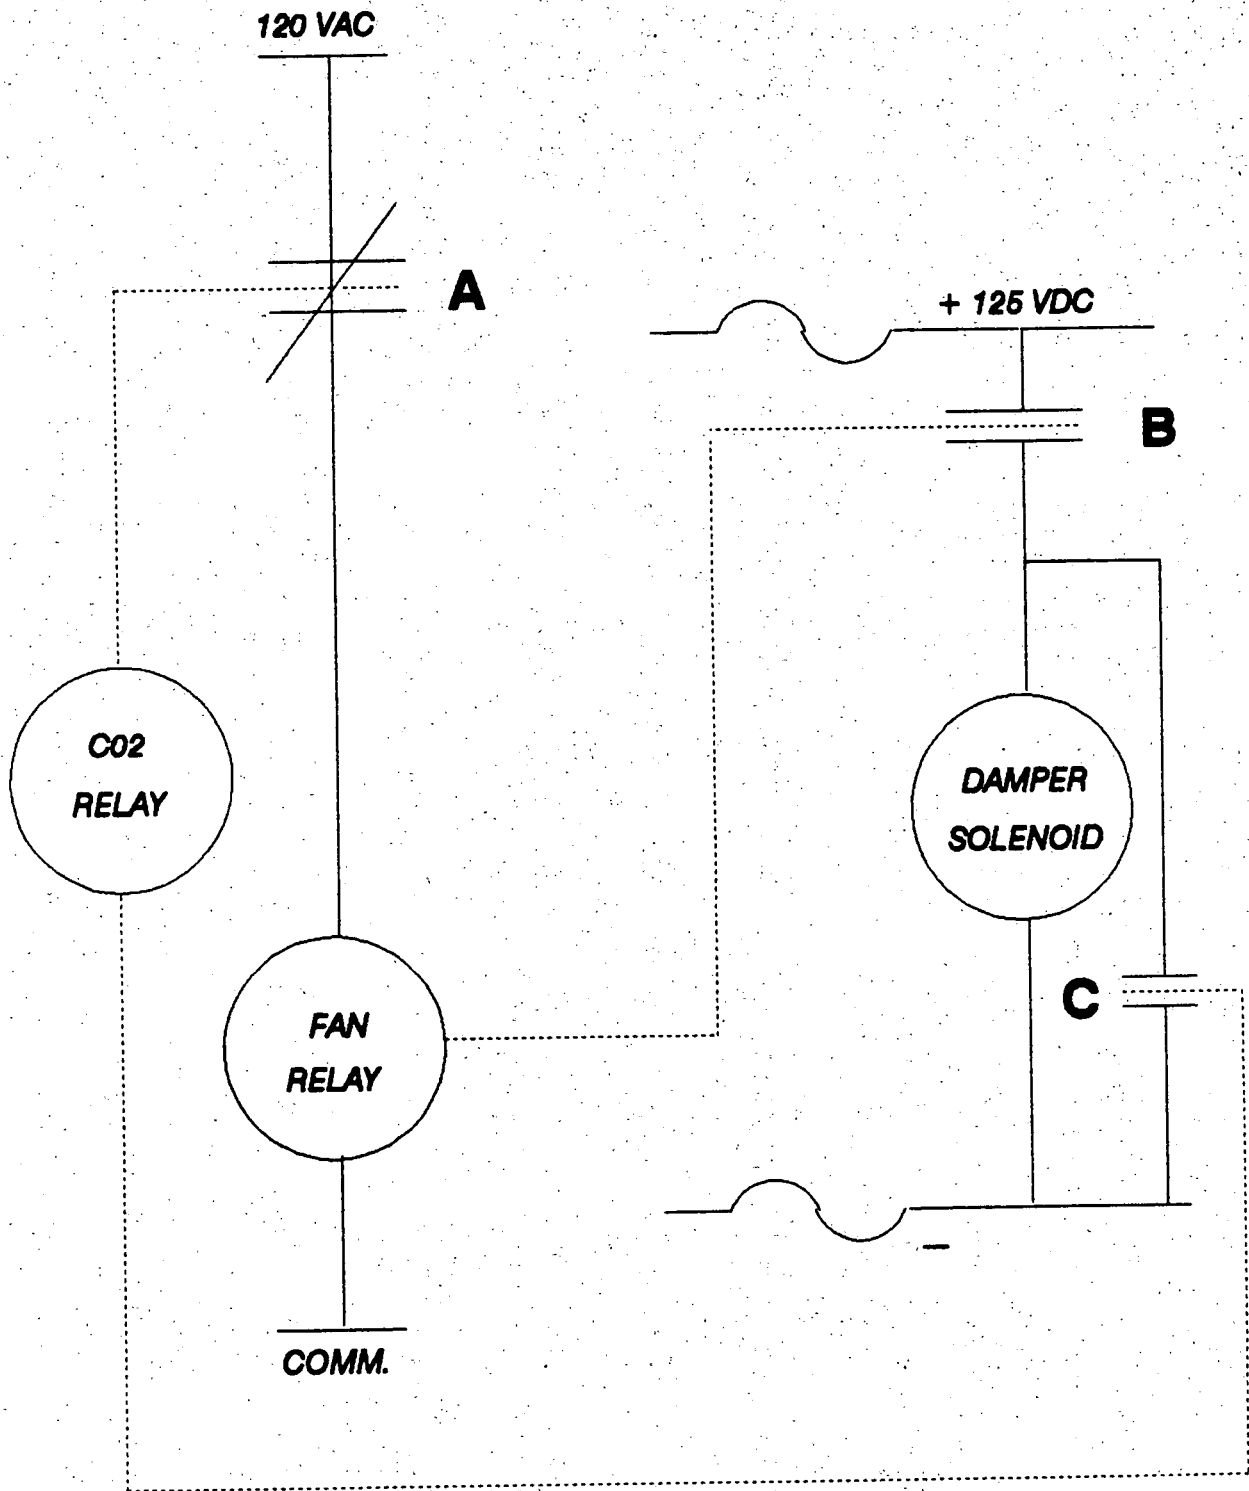 120 VAC
A
+ 125 VDC
B
C02
RELAY
DAMPER
SOLENOID
C
FAN
RELAY
–
COMM.